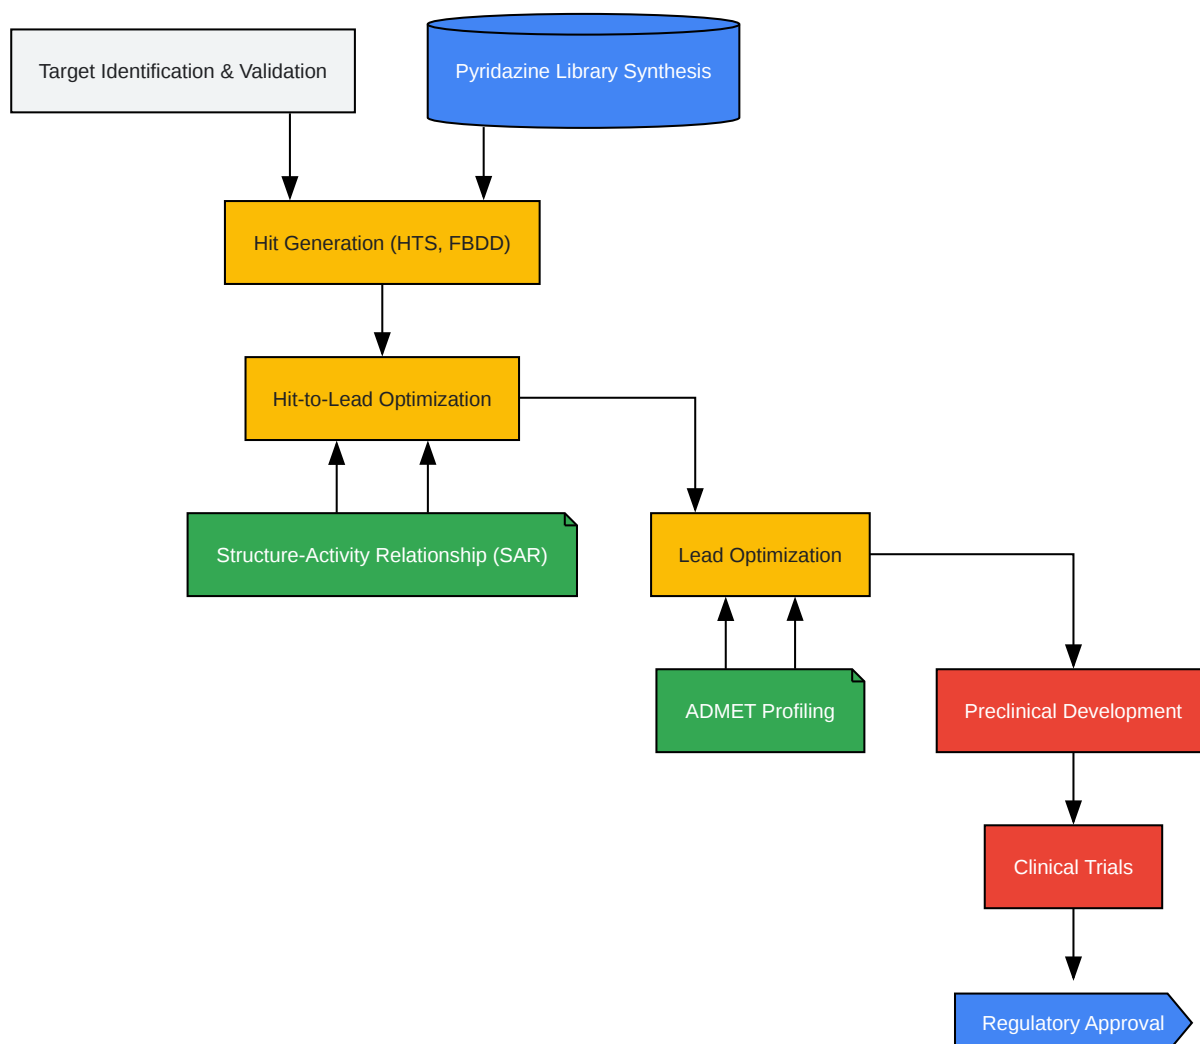 Target Identification & Validation
Pyridazine Library Synthesis
Hit Generation (HTS, FBDD)
Hit-to-Lead Optimization
Structure-Activity Relationship (SAR)
Lead Optimization
ADMET Profiling
Preclinical Development
Clinical Trials
Regulatory Approval